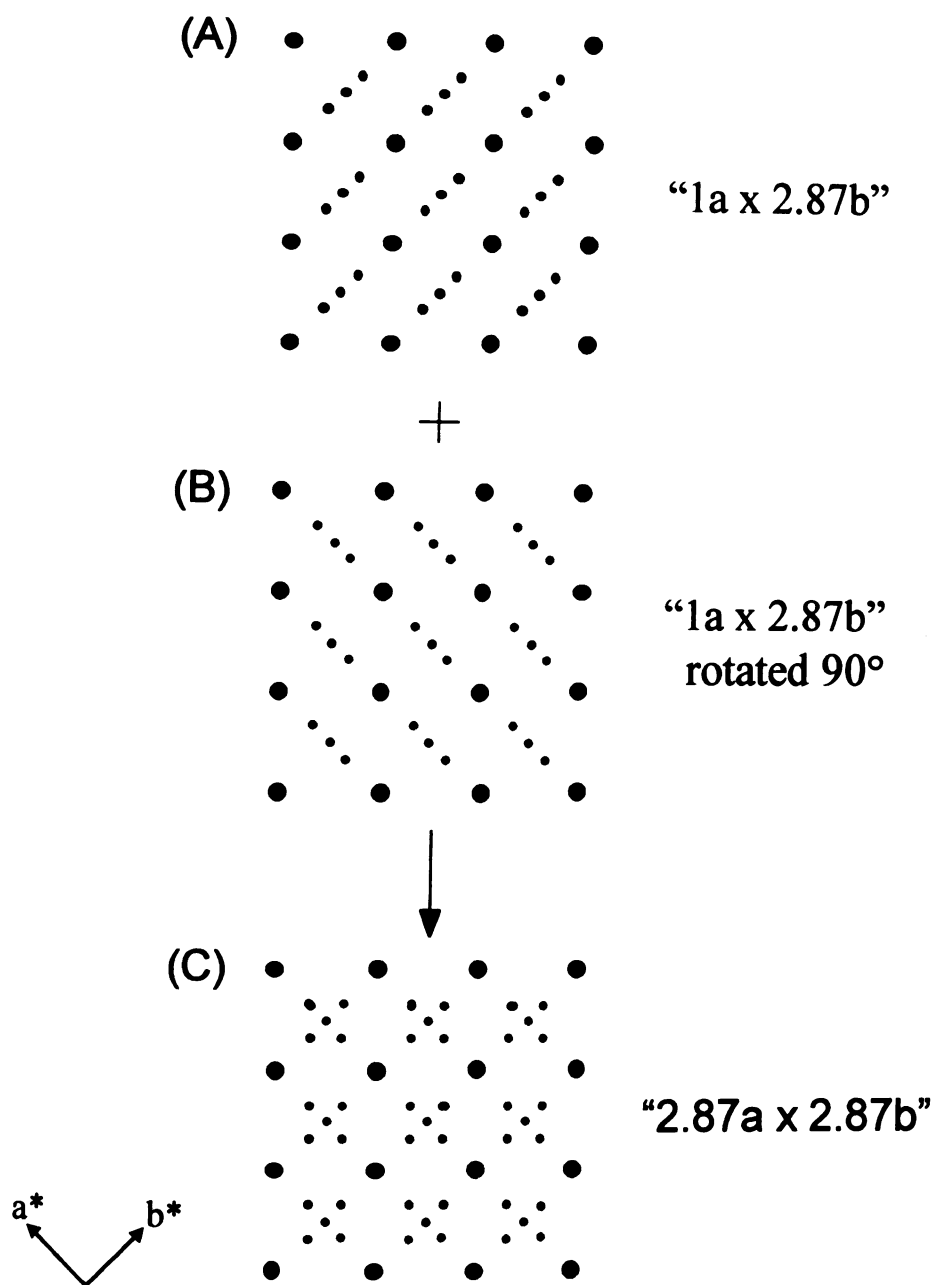 (A)
“1a x 2.87b”
+
(B)
“1a x 2.87b”
rotated 90°
(C)
“2.87a x 2.87b”
a*
b*